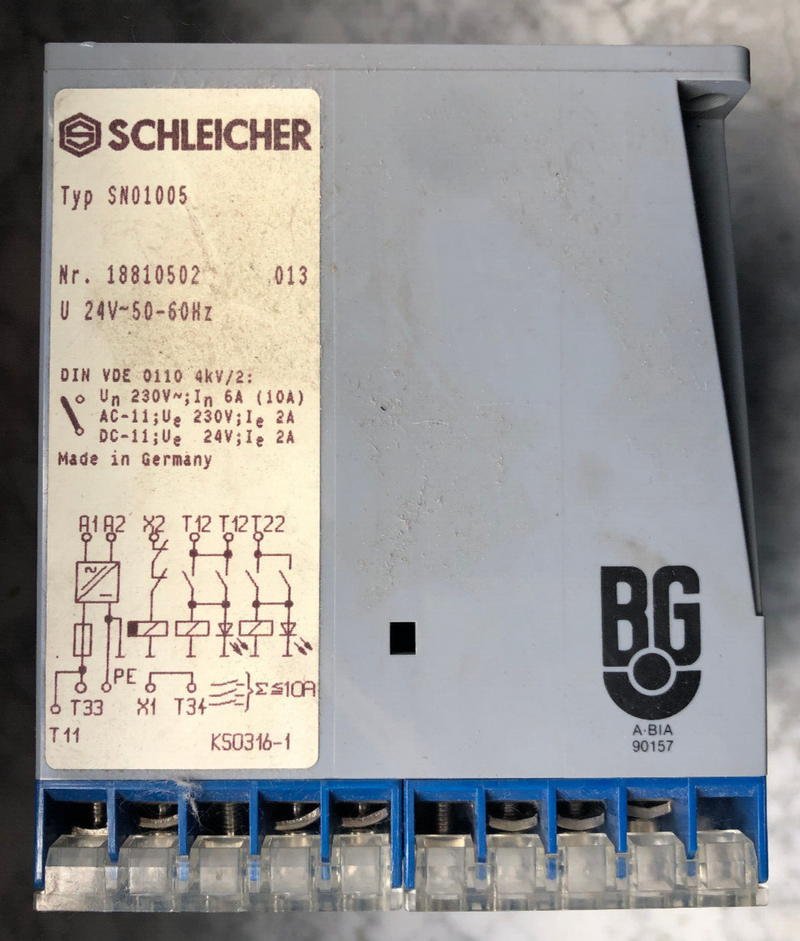 SCHLEICHER
Typ SN01005
Nr. 18810502 013
U 24V~50-60Hz
DIN VDE 0110 4kV/2:
Un 230V~;In 6A (10A)
AC-11;Ue 230V;Ie 2A
DC-11;Ue 24V;Ie 2A
Made in Germany
A1 A2 X2 T12 T12 T22
PE Σ≦10A
T33 X1 T34
T11
K50316-1
BG
A·BIA
90157